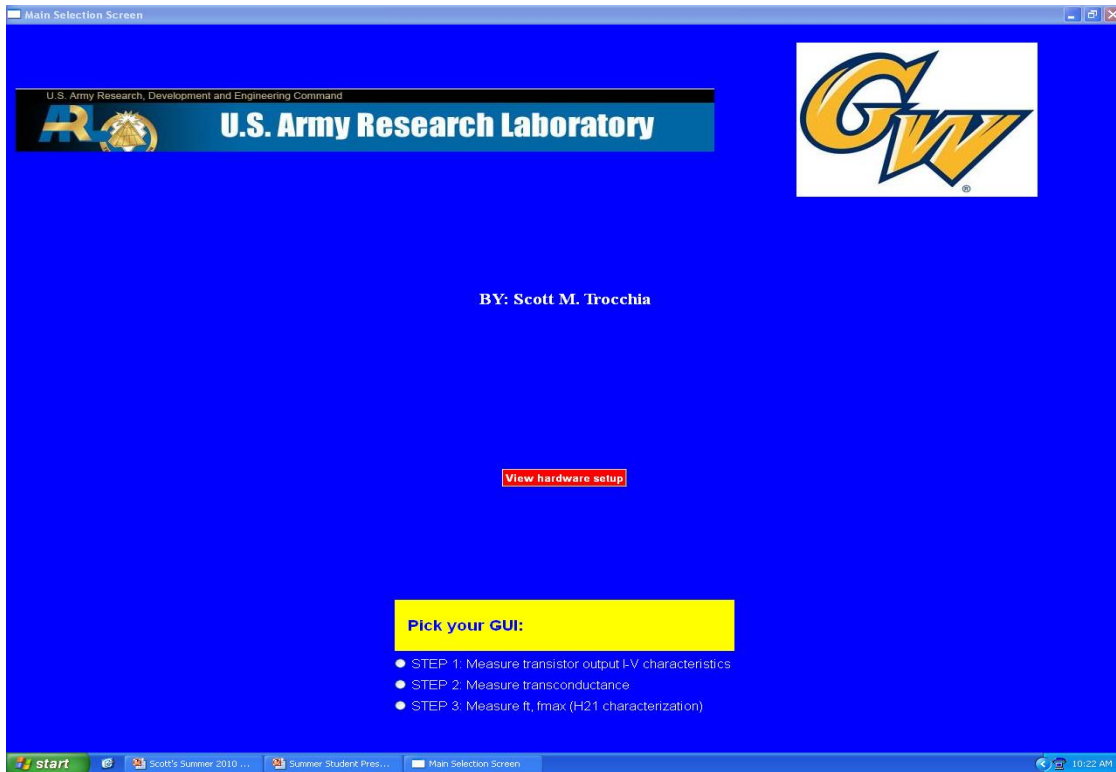 Main Selection Screen
U.S. Army Research, Development and Engineering Command
ARL
U.S. Army Research Laboratory
GW
®
BY: Scott M. Trocchia
View hardware setup
Pick your GUI:
STEP 1: Measure transistor output I-V characteristics
STEP 2: Measure transconductance
STEP 3: Measure ft, fmax (H21 characterization)
start
Scott's Summer 2010 ...
Summer Student Pres...
Main Selection Screen
10:22 AM